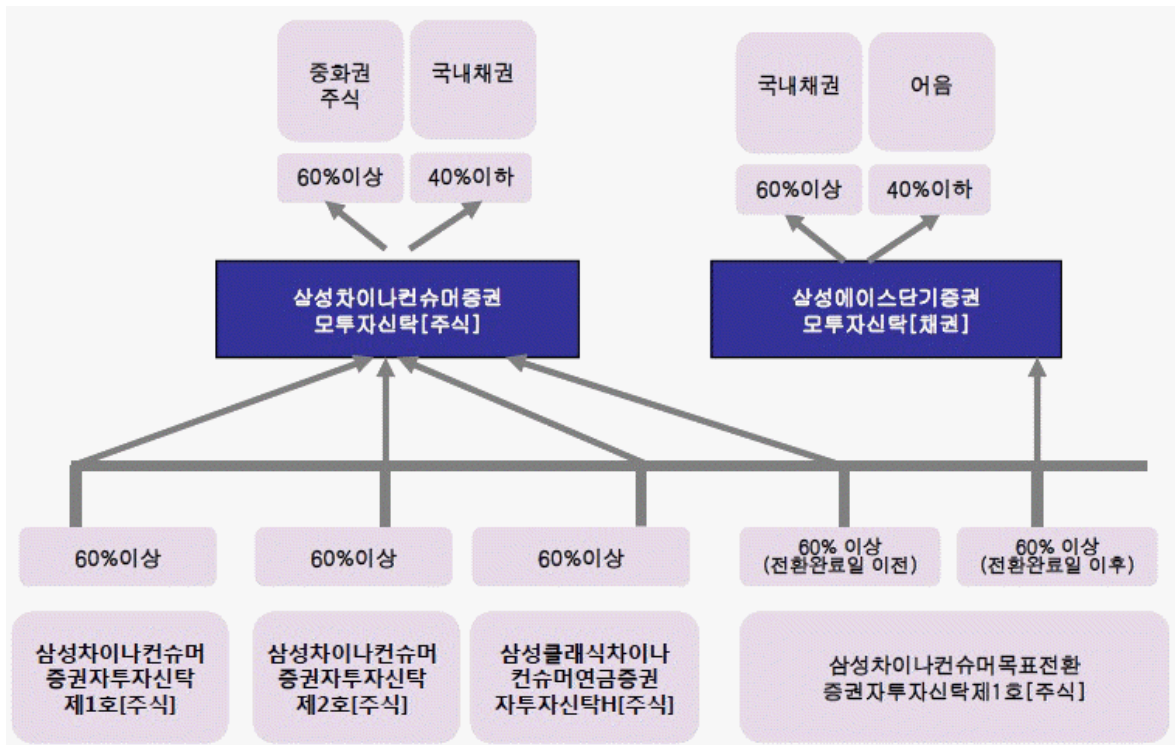 중화권
주식
국내채권
국내채권
어음
60%이상
40%이하
60%이상
40%이하
삼성차이나컨슈머증권
모투자신탁[주식]
삼성에이스단기증권
모투자신탁[채권]
60%이상
60%이상
60%이상
60% 이상
(전환완료일 이전)
60% 이상
(전환완료일 이후)
삼성차이나컨슈머
증권자투자신탁
제1호[주식]
삼성차이나컨슈머
증권자투자신탁
제2호[주식]
삼성클래식차이나
컨슈머연금증권
자투자신탁H[주식]
삼성차이나컨슈머목표전환
증권자투자신탁제1호[주식]